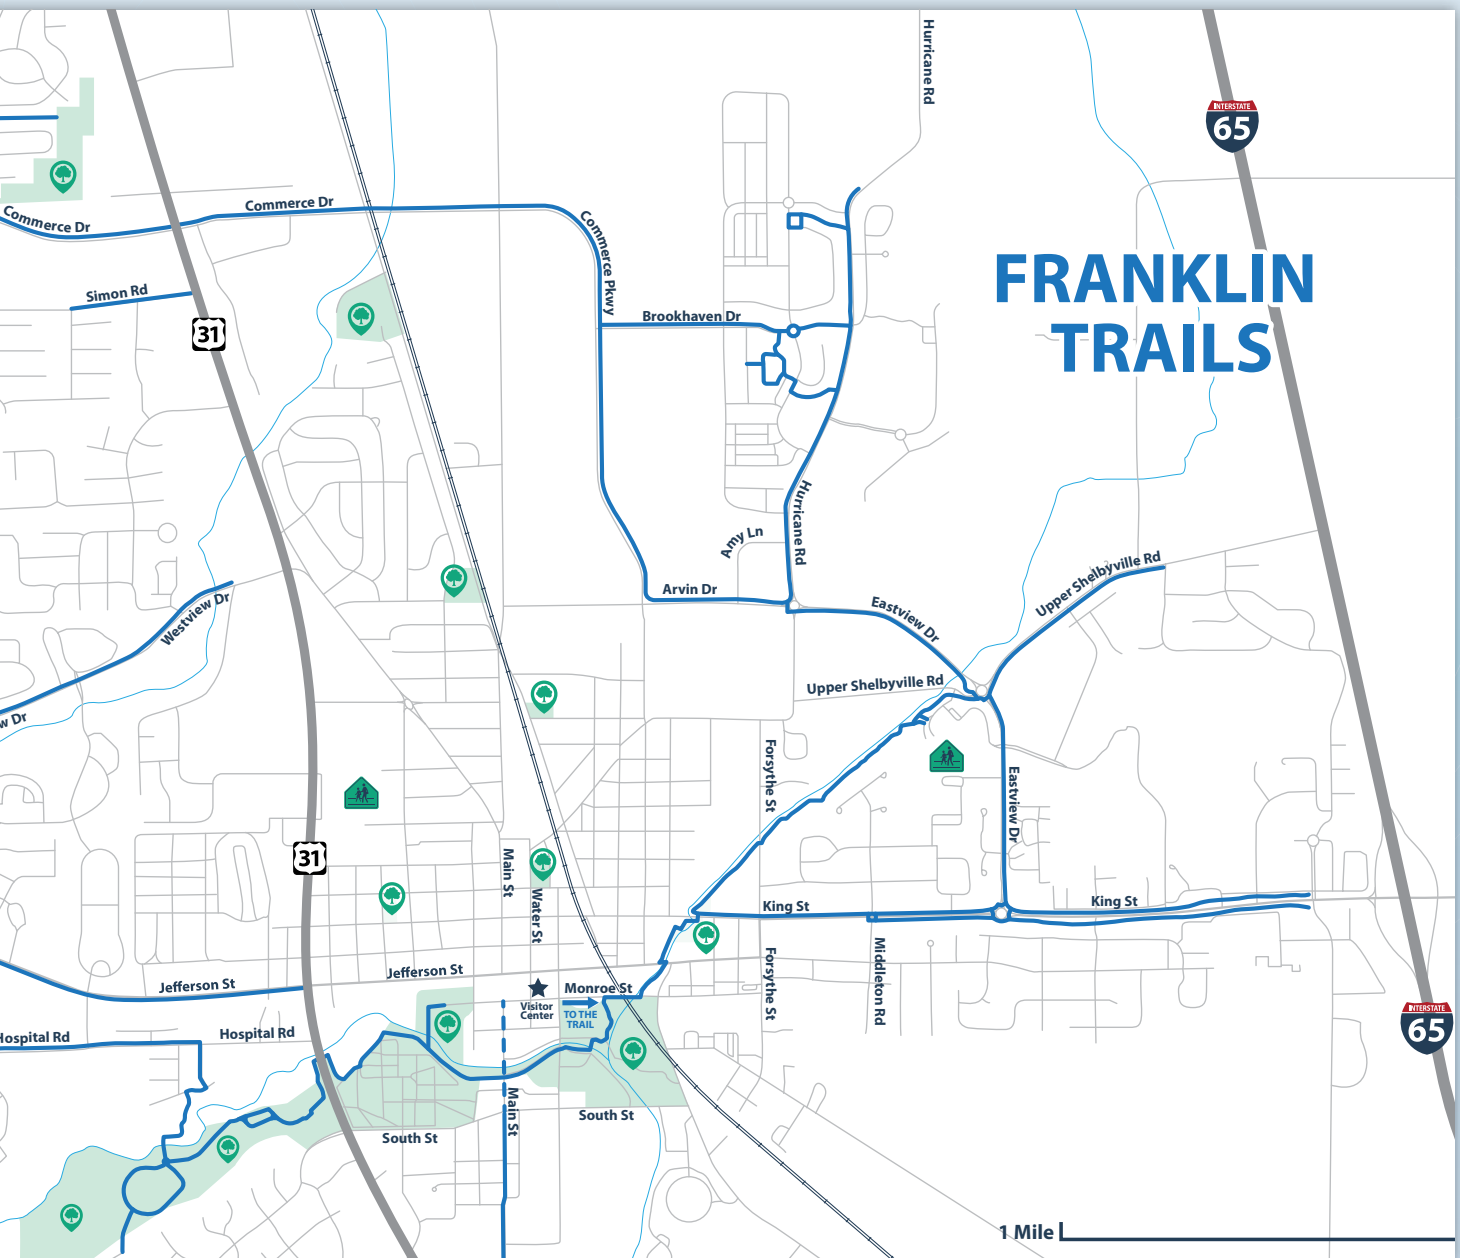 Hurricane Rd
INTERSTATE
65
Commerce Dr
Commerce Dr
Commerce Pkwy
FRANKLIN
TRAILS
Simon Rd
31
Brookhaven Dr
Hurricane Rd
Amy Ln
Upper Shelbyville Rd
Arvin Dr
Eastview Dr
Westview Dr
Upper Shelbyville Rd
w Dr
Forsythe St
Eastview Dr
31
Main St
Water St
King St
King St
Middleton Rd
Forsythe St
Jefferson St
Jefferson St
Monroe St
Visitor
Center
TO THE
TRAIL
INTERSTATE
65
Hospital Rd
Hospital Rd
Main St
South St
South St
1 Mile